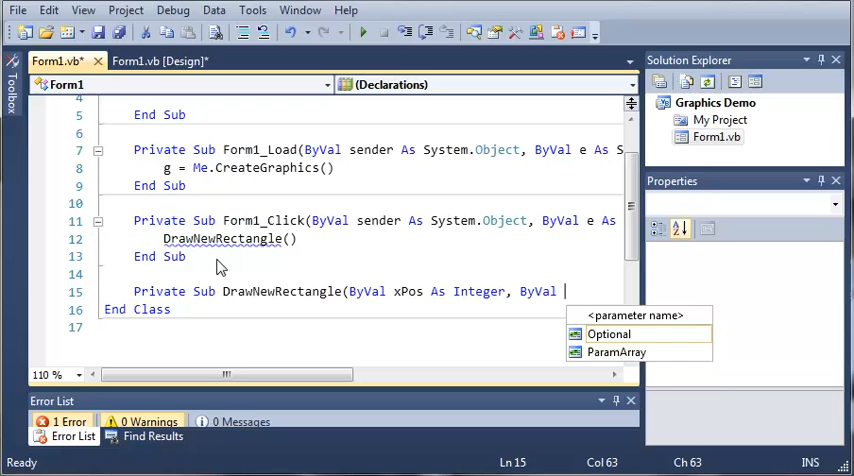 File Edit View Project Debug Data Tools Window Help
Form1.vb* Form1.vb [Design]*
Form1 (Declarations)
4
5 End Sub
6
7 Private Sub Form1_Load(ByVal sender As System.Object, ByVal e As S
8 g = Me.CreateGraphics()
9 End Sub
10
11 Private Sub Form1_Click(ByVal sender As System.Object, ByVal e As
12 DrawNewRectangle()
13 End Sub
14
15 Private Sub DrawNewRectangle(ByVal xPos As Integer, ByVal
16 End Class
17
<parameter name>
Optional
ParamArray
110 %
Toolbox
Solution Explorer
Graphics Demo
My Project
Form1.vb
Properties
Error List
1 Error 0 Warnings 0 Messages
Error List Find Results
Ready Ln 15 Col 63 Ch 63 INS